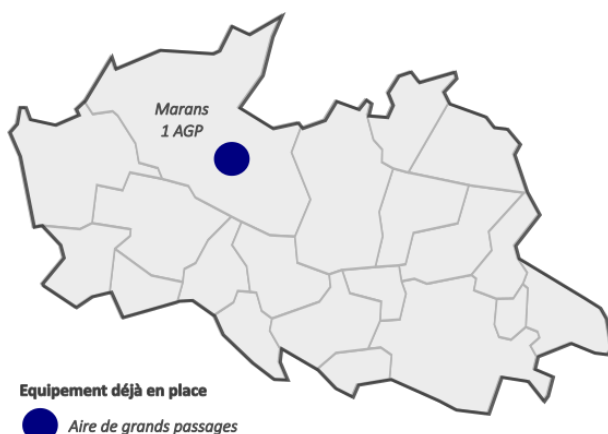 Marans
1 AGP
Equipement déjà en place
Aire de grands passages